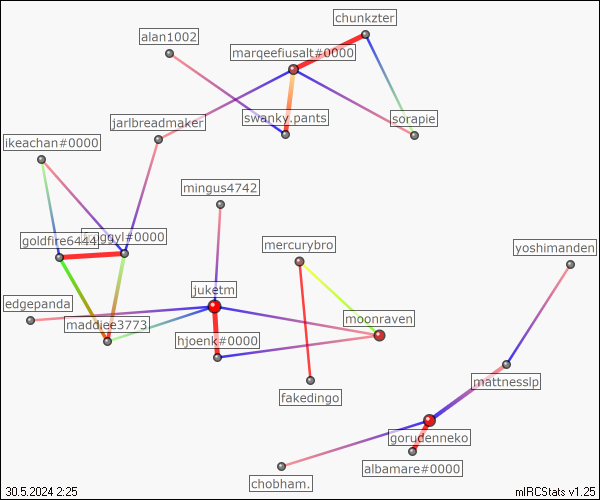 chunkzter
alan1002
marqeefiusalt#0000
jarlbreadmaker
swanky.pants
sorapie
ikeachan#0000
mingus4742
goldfire6444
froggyl#0000
mercurybro
yoshimanden
juketm
edgepanda
maddiee3773
moonraven
hjoenk#0000
mattnesslp
fakedingo
gorudenneko
albamare#0000
chobham.
30.5.2024 2:25
mIRCStats v1.25